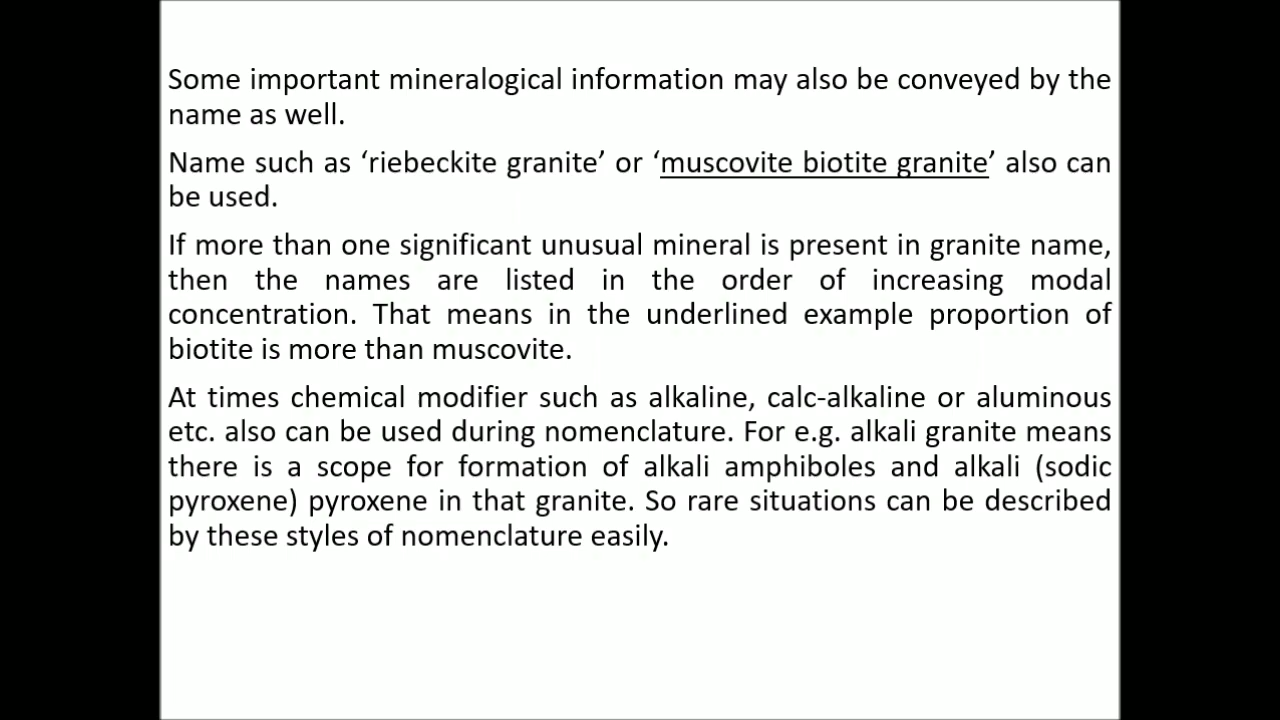 Some important mineralogical information may also be conveyed by the
name as well.
Name such as ‘riebeckite granite’ or ‘muscovite biotite granite’ also can
be used.
If more than one significant unusual mineral is present in granite name,
then the names are listed in the order of increasing modal
concentration. That means in the underlined example proportion of
biotite is more than muscovite.
At times chemical modifier such as alkaline, calc-alkaline or aluminous
etc. also can be used during nomenclature. For e.g. alkali granite means
there is a scope for formation of alkali amphiboles and alkali (sodic
pyroxene) pyroxene in that granite. So rare situations can be described
by these styles of nomenclature easily.